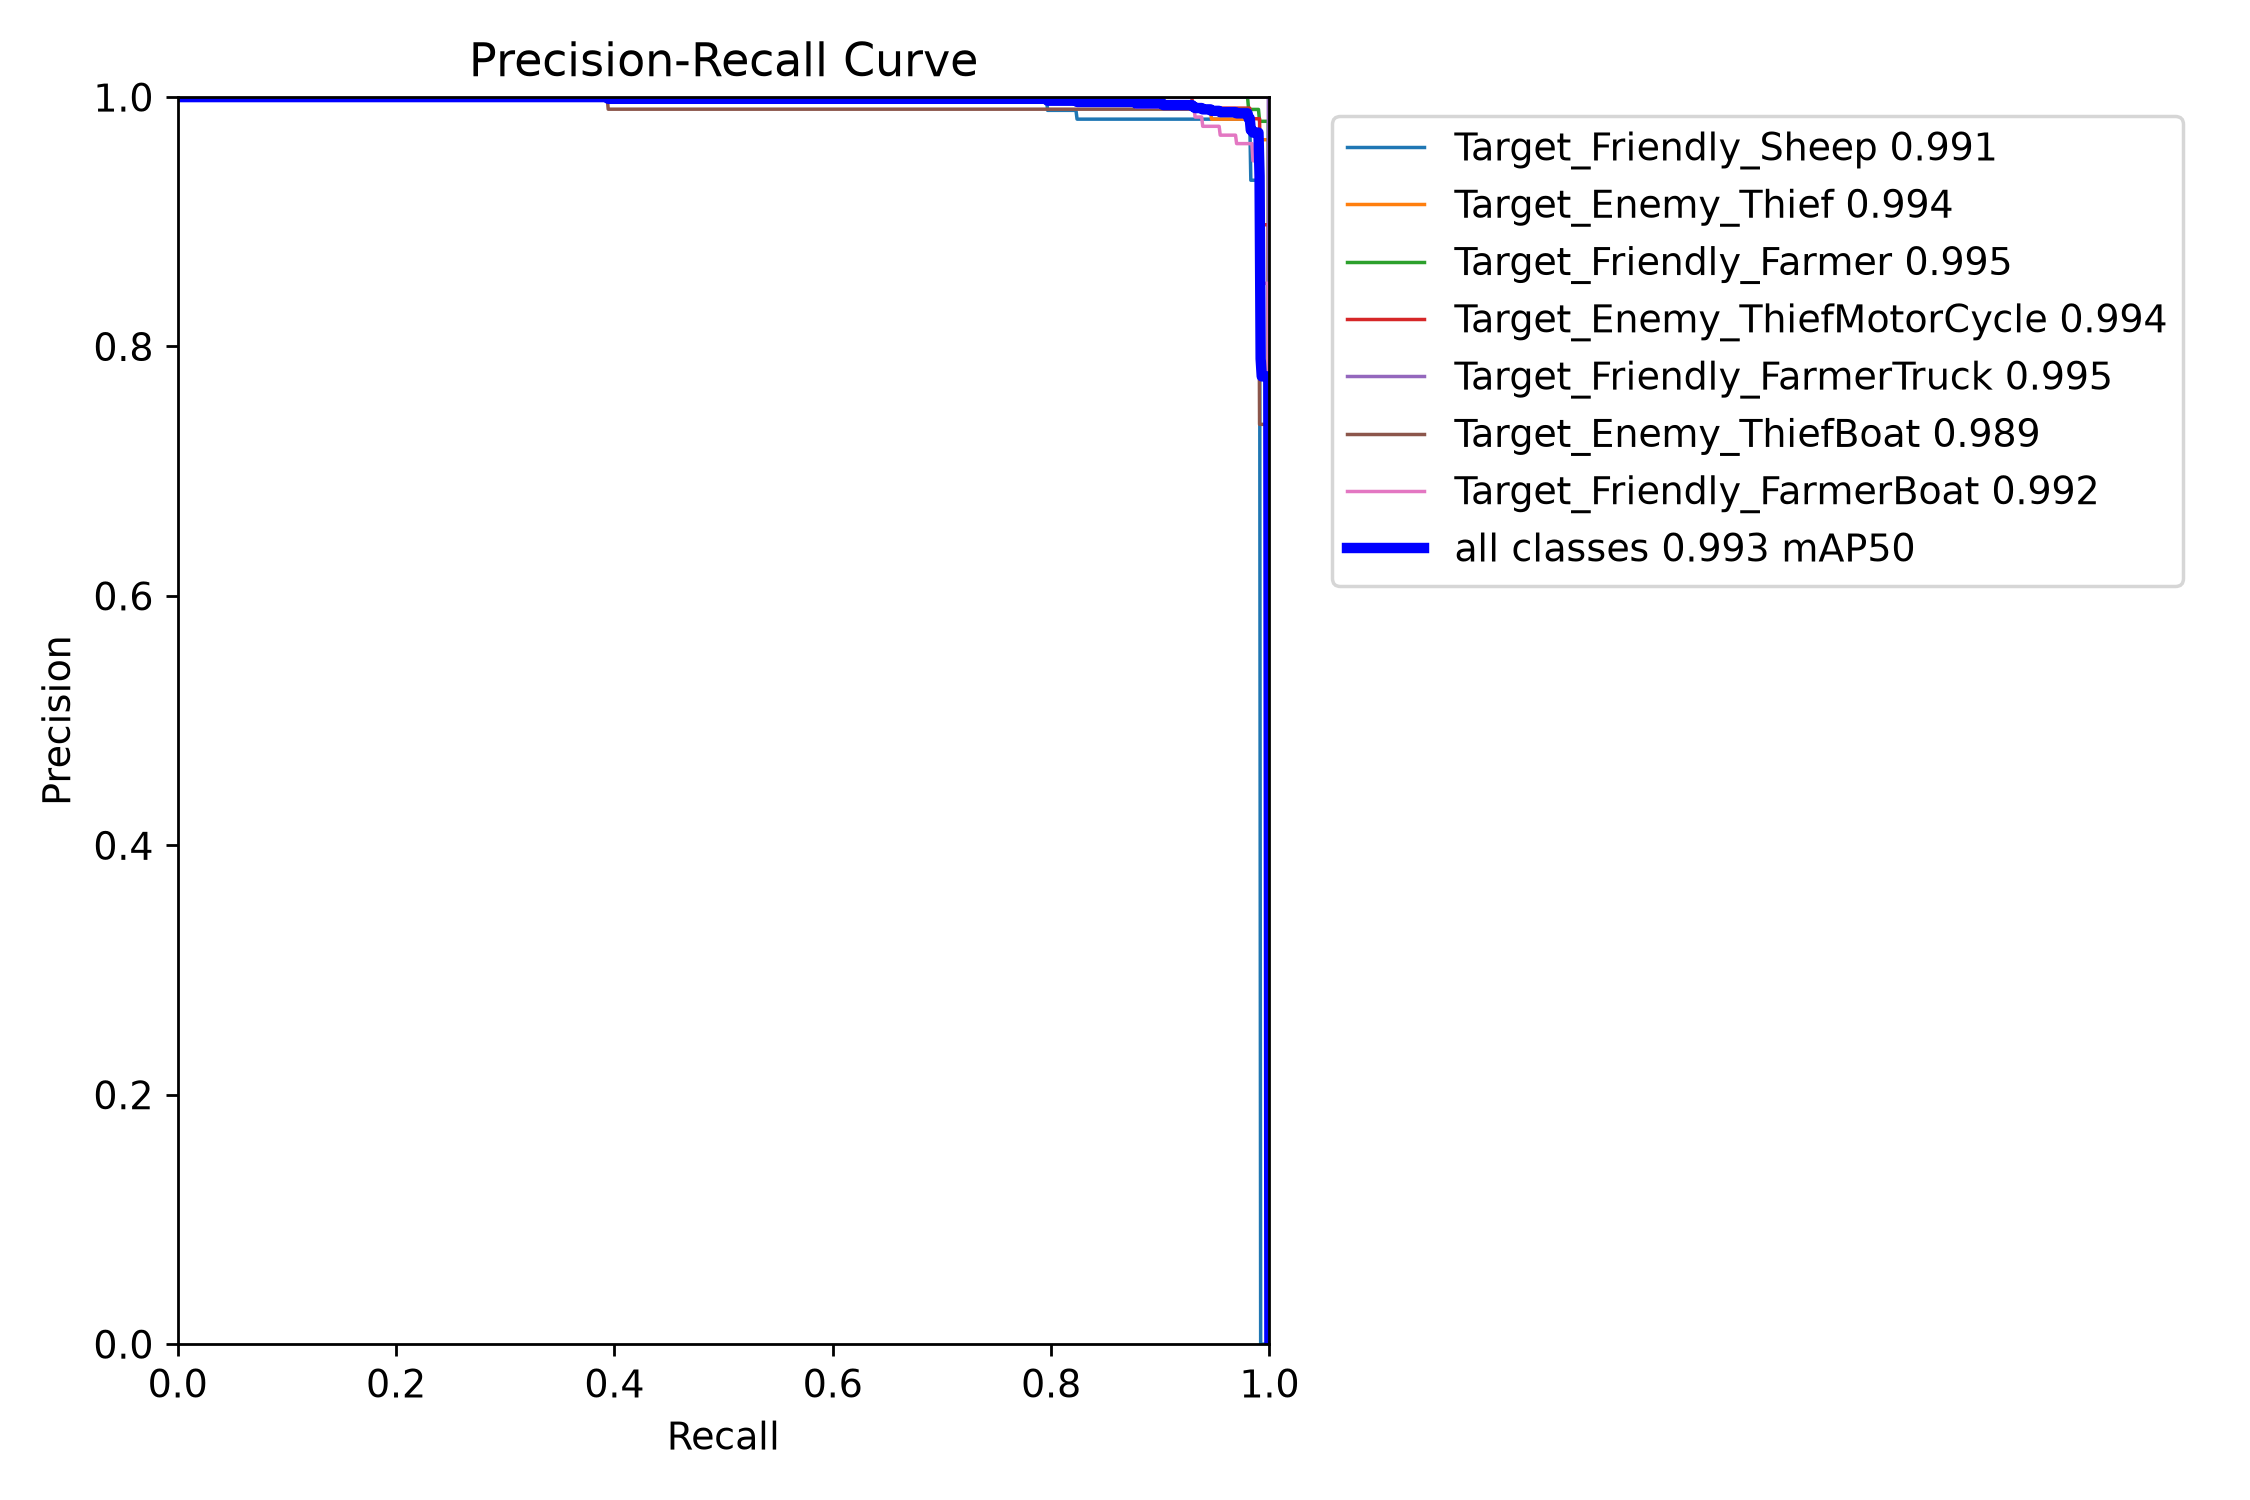 Precision-Recall Curve
1.0
0.8
0.6
0.4
0.2
0.0
Precision
0.0 0.2 0.4 0.6 0.8 1.0
Recall
Target_Friendly_Sheep 0.991
Target_Enemy_Thief 0.994
Target_Friendly_Farmer 0.995
Target_Enemy_ThiefMotorCycle 0.994
Target_Friendly_FarmerTruck 0.995
Target_Enemy_ThiefBoat 0.989
Target_Friendly_FarmerBoat 0.992
all classes 0.993 mAP50